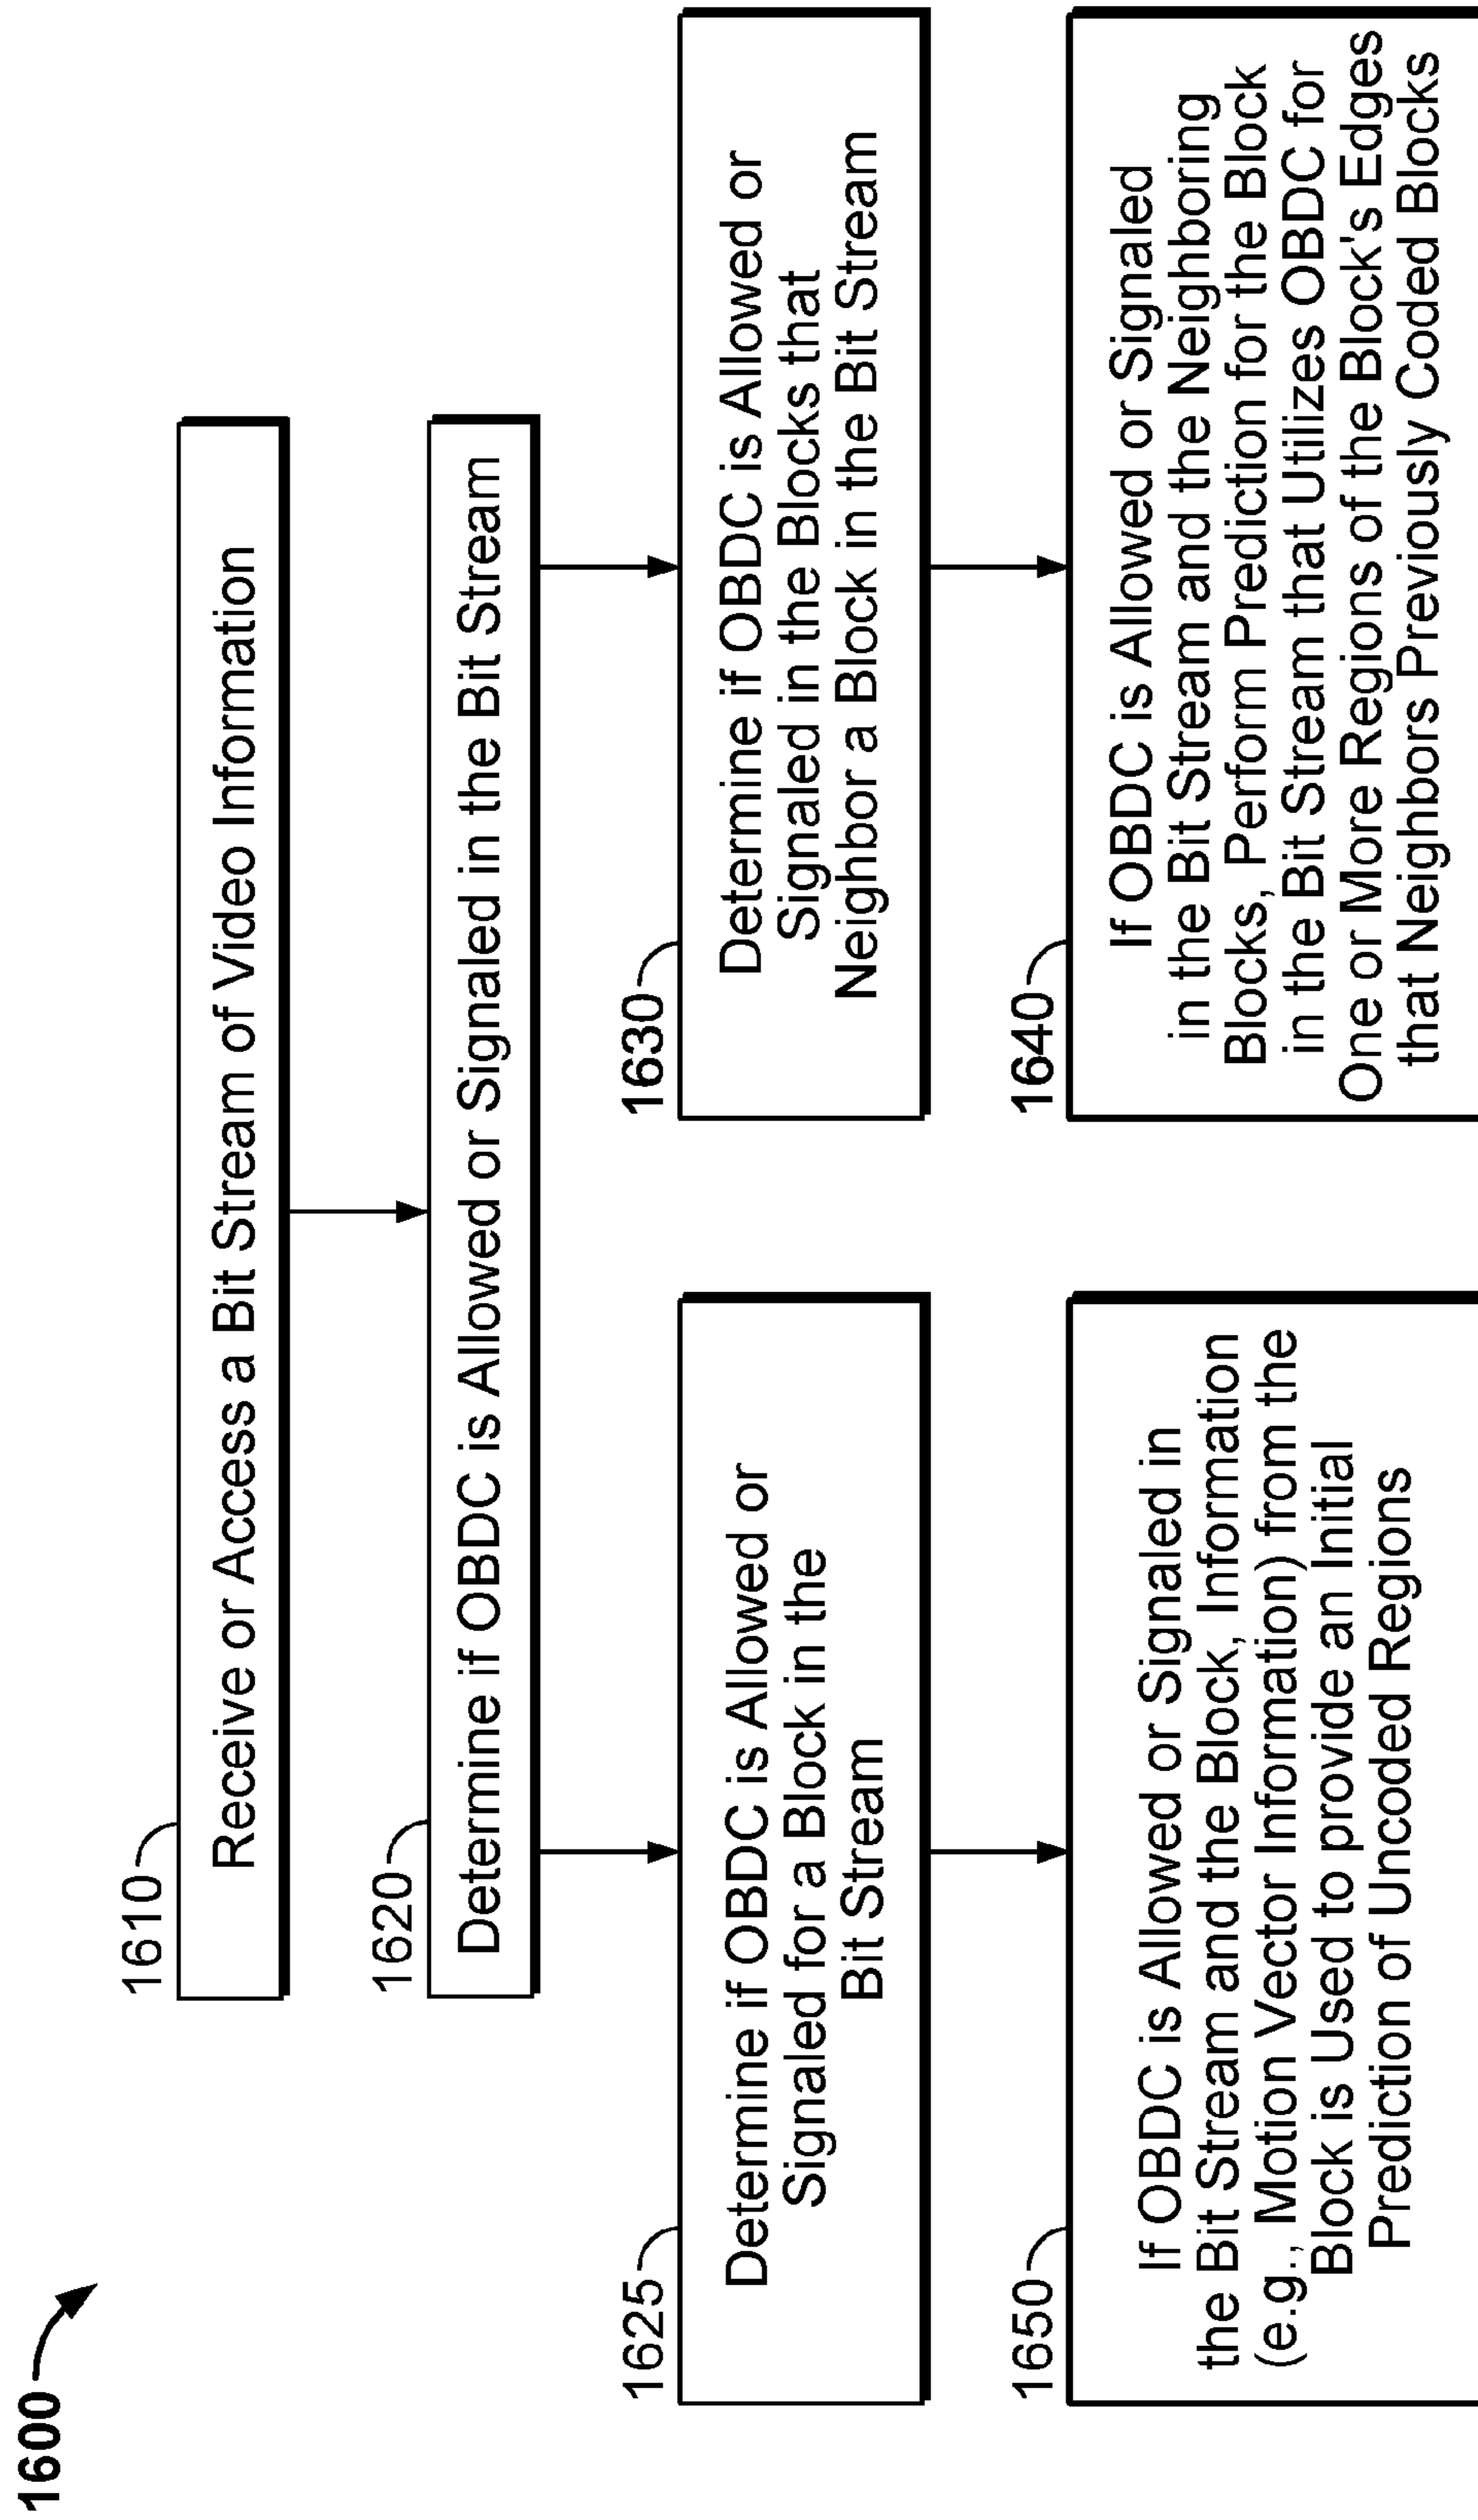 1600
1610
Receive or Access a Bit Stream of Video Information
1620
Determine if OBDC is Allowed or Signaled in the Bit Stream
1625
Determine if OBDC is Allowed or
Signaled for a Block in the
Bit Stream
1630
Determine if OBDC is Allowed or
Signaled in the Blocks that
Neighbor a Block in the Bit Stream
1650
If OBDC is Allowed or Signaled in
the Bit Stream and the Block, Information
(e.g., Motion Vector Information) from the
Block is Used to provide an Initial
Prediction of Uncoded Regions
1640
If OBDC is Allowed or Signaled
in the Bit Stream and the Neighboring
Blocks, Perform Prediction for the Block
in the Bit Stream that Utilizes OBDC for
One or More Regions of the Block's Edges
that Neighbors Previously Coded Blocks